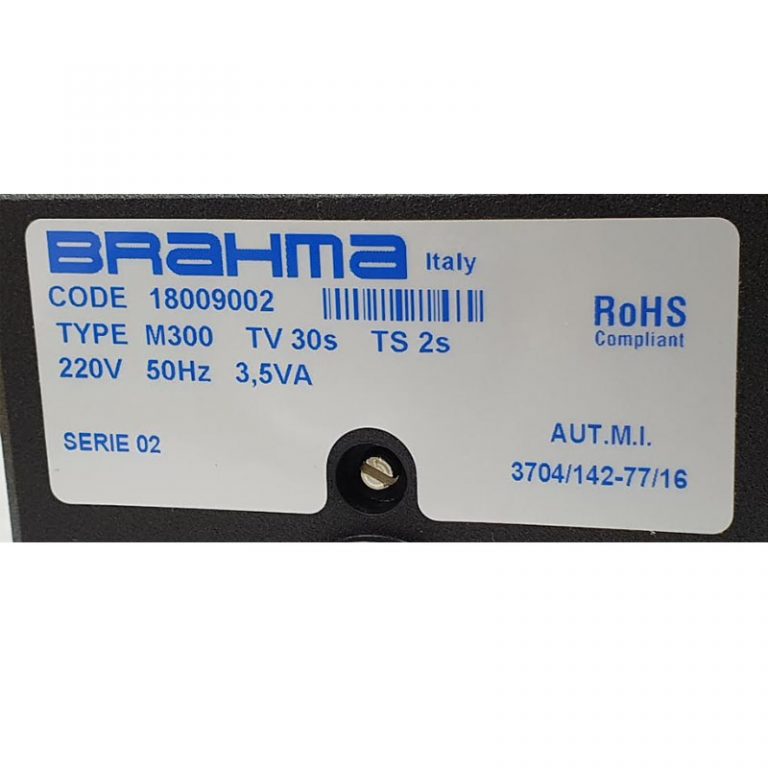 BRAHMA Italy
CODE 18009002
TYPE M300 TV 30s TS 2s
220V 50Hz 3,5VA
RoHS
Compliant
SERIE 02
AUT.M.I.
3704/142-77/16